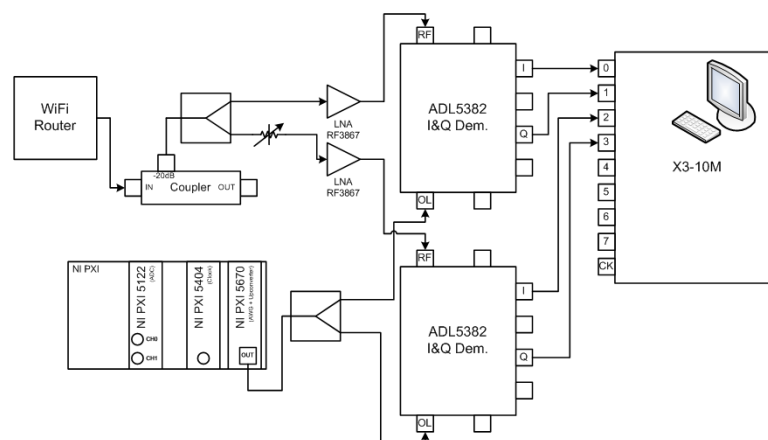 WiFi
Router
-20dB
IN
Coupler
OUT
LNA
RF3867
LNA
RF3867
RF
ADL5382
I&Q Dem.
I
Q
OL
0
1
2
3
4
5
6
7
CK
X3-10M
NI PXI
NI PXI 5122
(ADC)
CH0
CH1
NI PXI 5404
(Clock)
NI PXI 5670
(AWG + Upconverter)
OUT
RF
ADL5382
I&Q Dem.
I
Q
OL